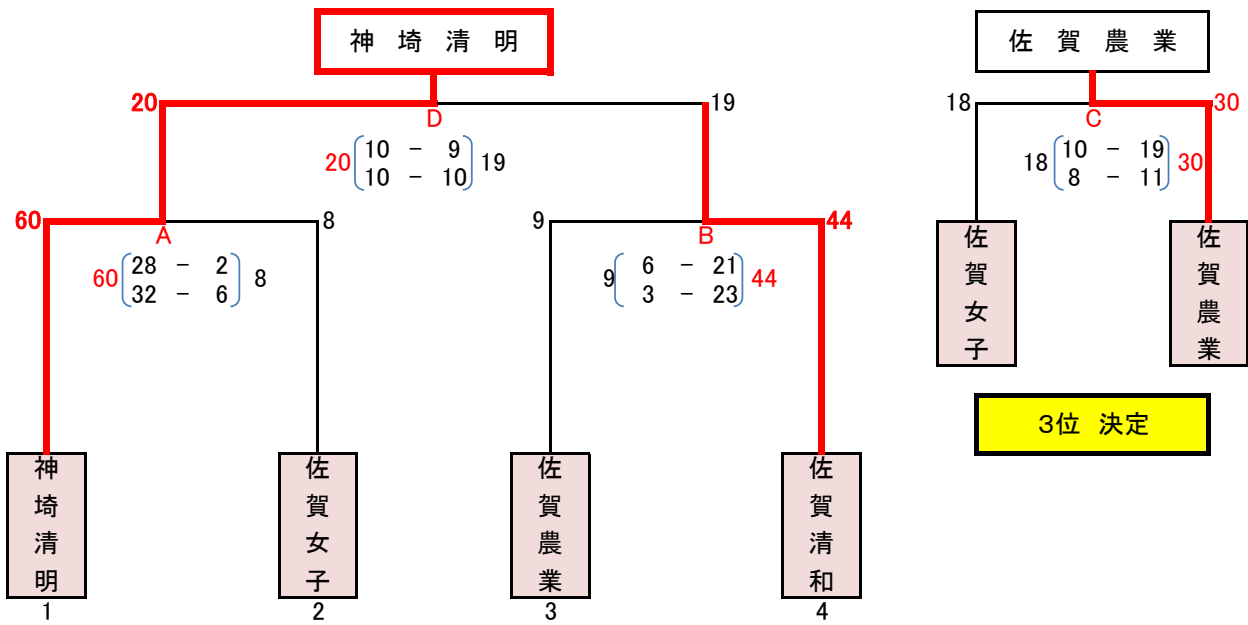 神 埼 清 明
佐 賀 農 業
20
19
D
20 10 － 9 19
10 － 10
18
30
C
18 10 － 19 30
8 － 11
60
8
A
60 28 － 2 8
32 － 6
9
44
B
9 6 － 21 44
3 － 23
佐賀女子
佐賀農業
3位 決定
神埼清明
佐賀女子
佐賀農業
佐賀清和
1
2
3
4